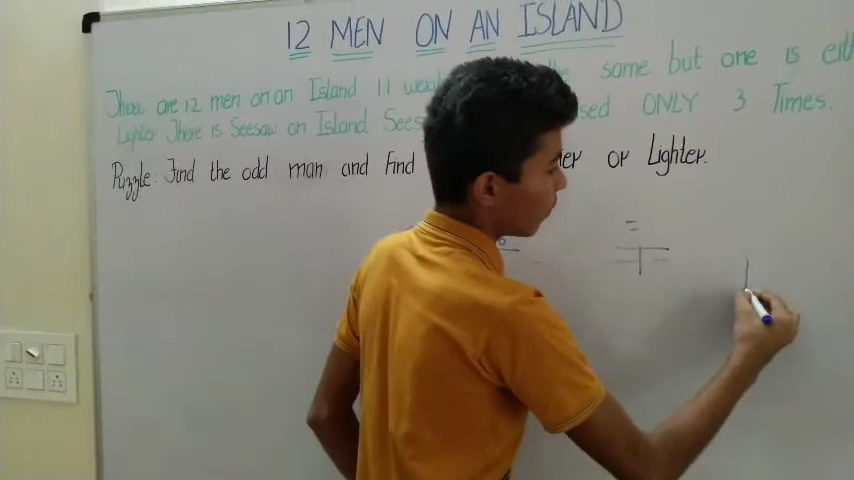 12 MEN ON AN ISLAND
There are 12 men on an Island 11 weigh the same but one is eith
Lighter There is Seesaw on Island Sees sed ONLY 3 Times.
Puzzle: Find the odd man and Find ier or Lighter.
=